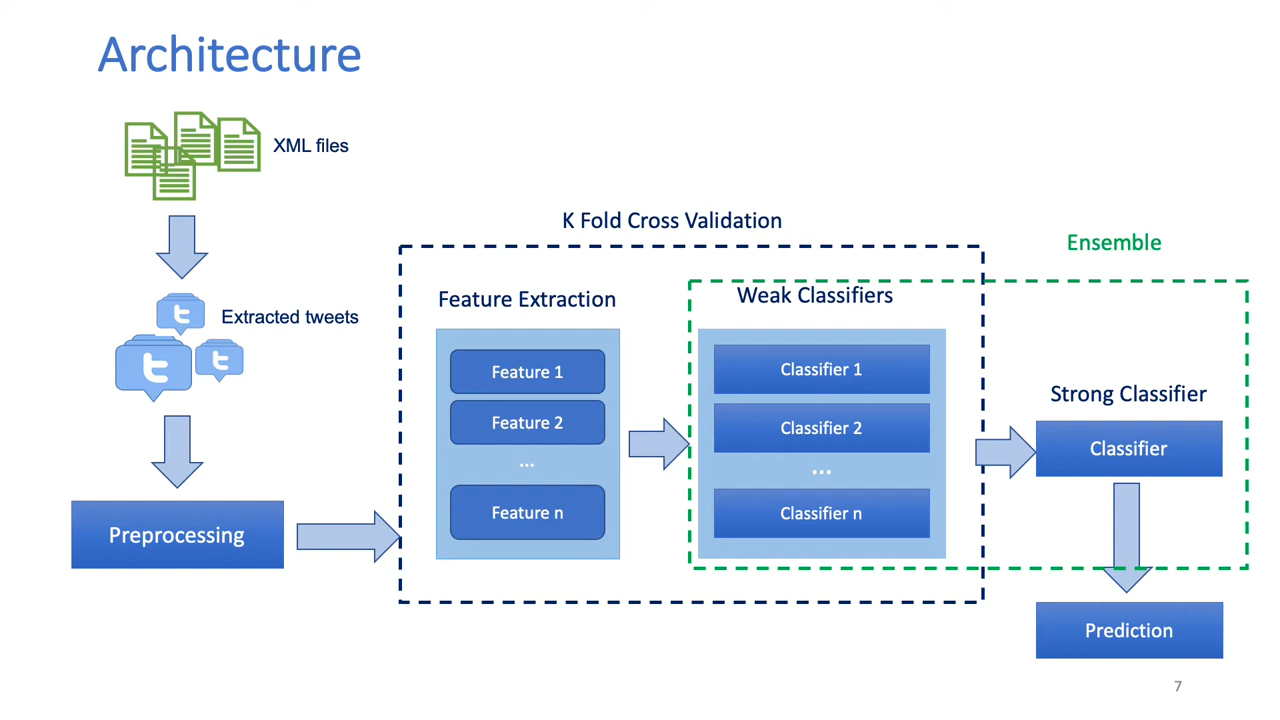 Architecture
XML files
Extracted tweets
Preprocessing
K Fold Cross Validation
Feature Extraction
Feature 1
Feature 2
...
Feature n
Ensemble
Weak Classifiers
Classifier 1
Classifier 2
...
Classifier n
Strong Classifier
Classifier
Prediction
7